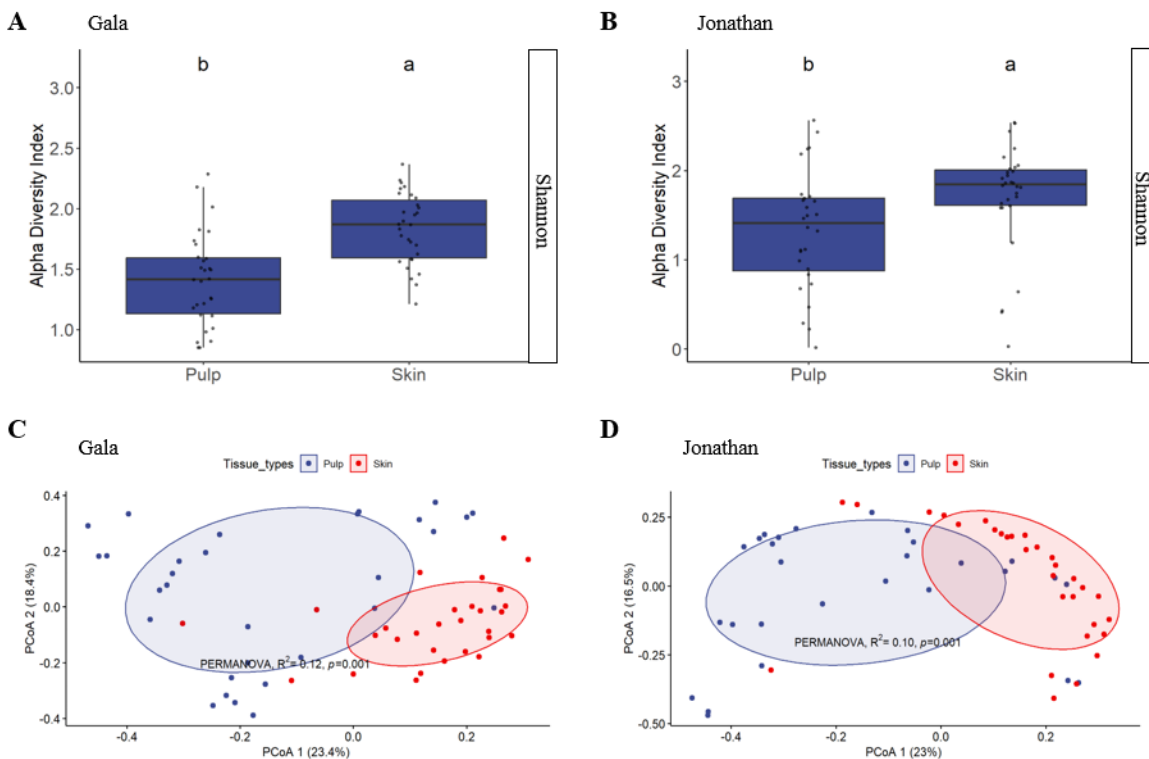 A
Gala
B
Jonathan
Alpha Diversity Index
3.0
2.5
2.0
1.5
1.0
b
a
Shannon
Pulp
Skin
Alpha Diversity Index
3
2
1
0
b
a
Shannon
Pulp
Skin
C
Gala
Tissue_types Pulp Skin
PCoA 2 (18.4%)
0.4
0.2
0.0
-0.2
-0.4
PERMANOVA, R²= 0.12, p=0.001
-0.4 -0.2 0.0 0.2
PCoA 1 (23.4%)
D
Jonathan
Tissue_types Pulp Skin
PCoA 2 (16.5%)
0.25
0.00
-0.25
-0.50
PERMANOVA, R²= 0.10, p=0.001
-0.4 -0.2 0.0 0.2
PCoA 1 (23%)